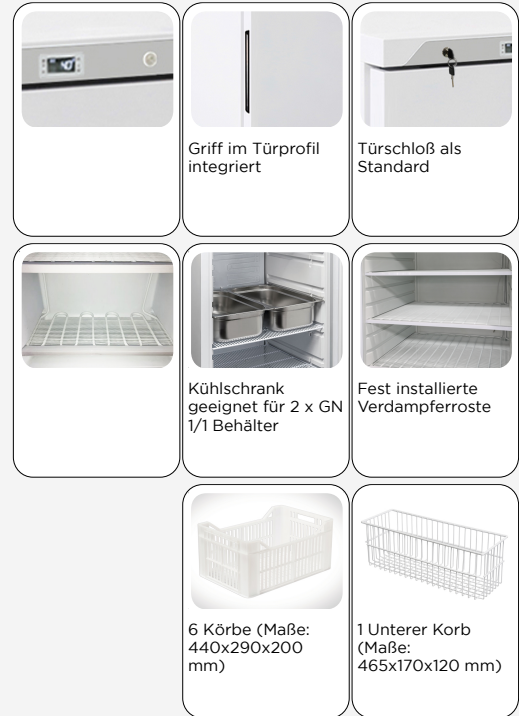 Griff im Türprofil
integriert
Türschloß als
Standard
Kühlschrank
geeignet für 2 x GN
1/1 Behälter
Fest installierte
Verdampferroste
6 Körbe (Maße:
440x290x200
mm)
1 Unterer Korb
(Maße:
465x170x120 mm)